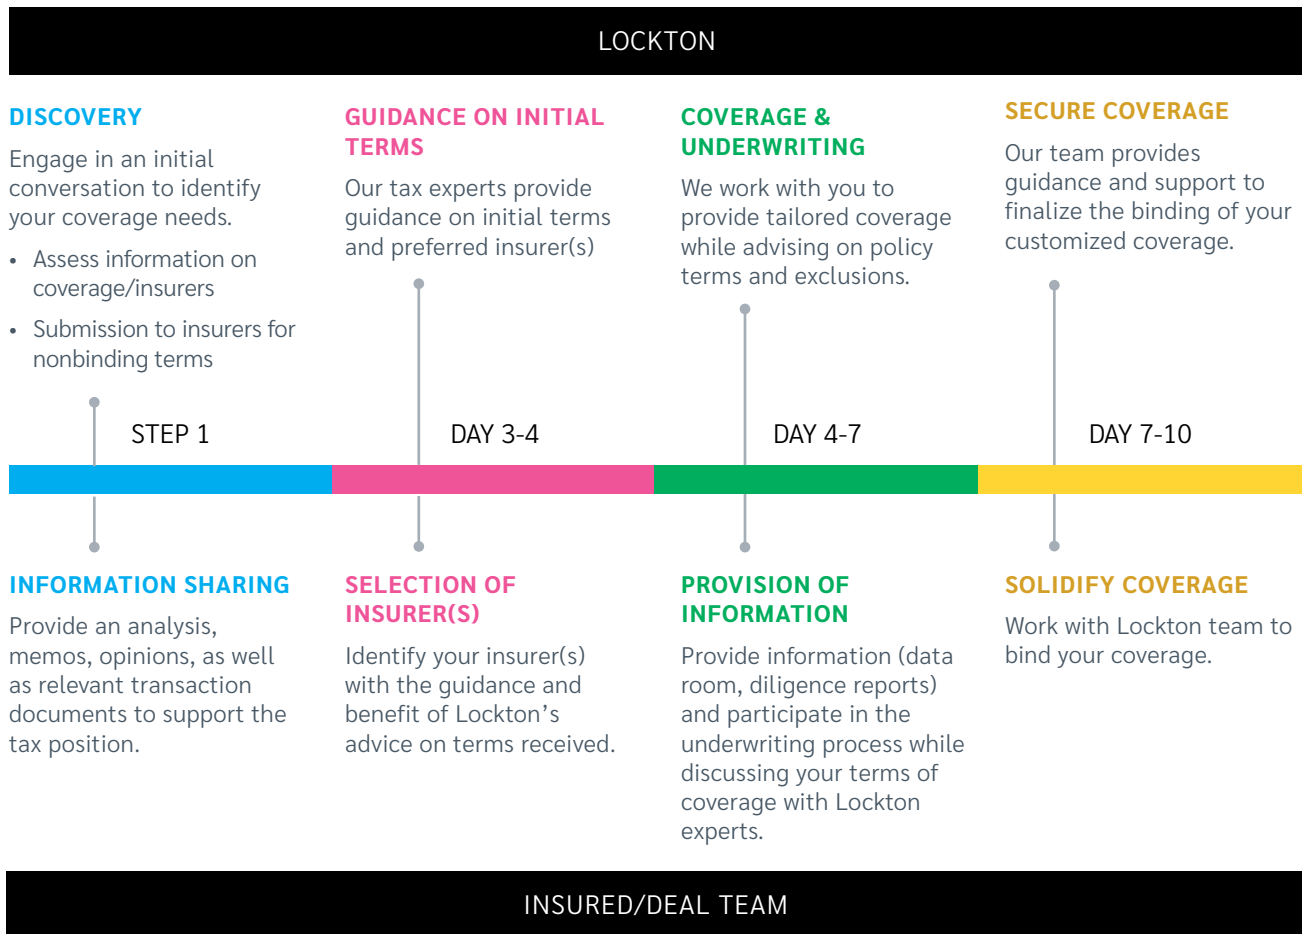 LOCKTON
DISCOVERY
Engage in an initial
conversation to identify
your coverage needs.
• Assess information on
coverage/insurers
• Submission to insurers for
nonbinding terms
GUIDANCE ON INITIAL
TERMS
Our tax experts provide
guidance on initial terms
and preferred insurer(s)
COVERAGE &
UNDERWRITING
We work with you to
provide tailored coverage
while advising on policy
terms and exclusions.
SECURE COVERAGE
Our team provides
guidance and support to
finalize the binding of your
customized coverage.
STEP 1
DAY 3-4
DAY 4-7
DAY 7-10
INFORMATION SHARING
Provide an analysis,
memos, opinions, as well
as relevant transaction
documents to support the
tax position.
SELECTION OF
INSURER(S)
Identify your insurer(s)
with the guidance and
benefit of Lockton’s
advice on terms received.
PROVISION OF
INFORMATION
Provide information (data
room, diligence reports)
and participate in the
underwriting process while
discussing your terms of
coverage with Lockton
experts.
SOLIDIFY COVERAGE
Work with Lockton team to
bind your coverage.
INSURED/DEAL TEAM